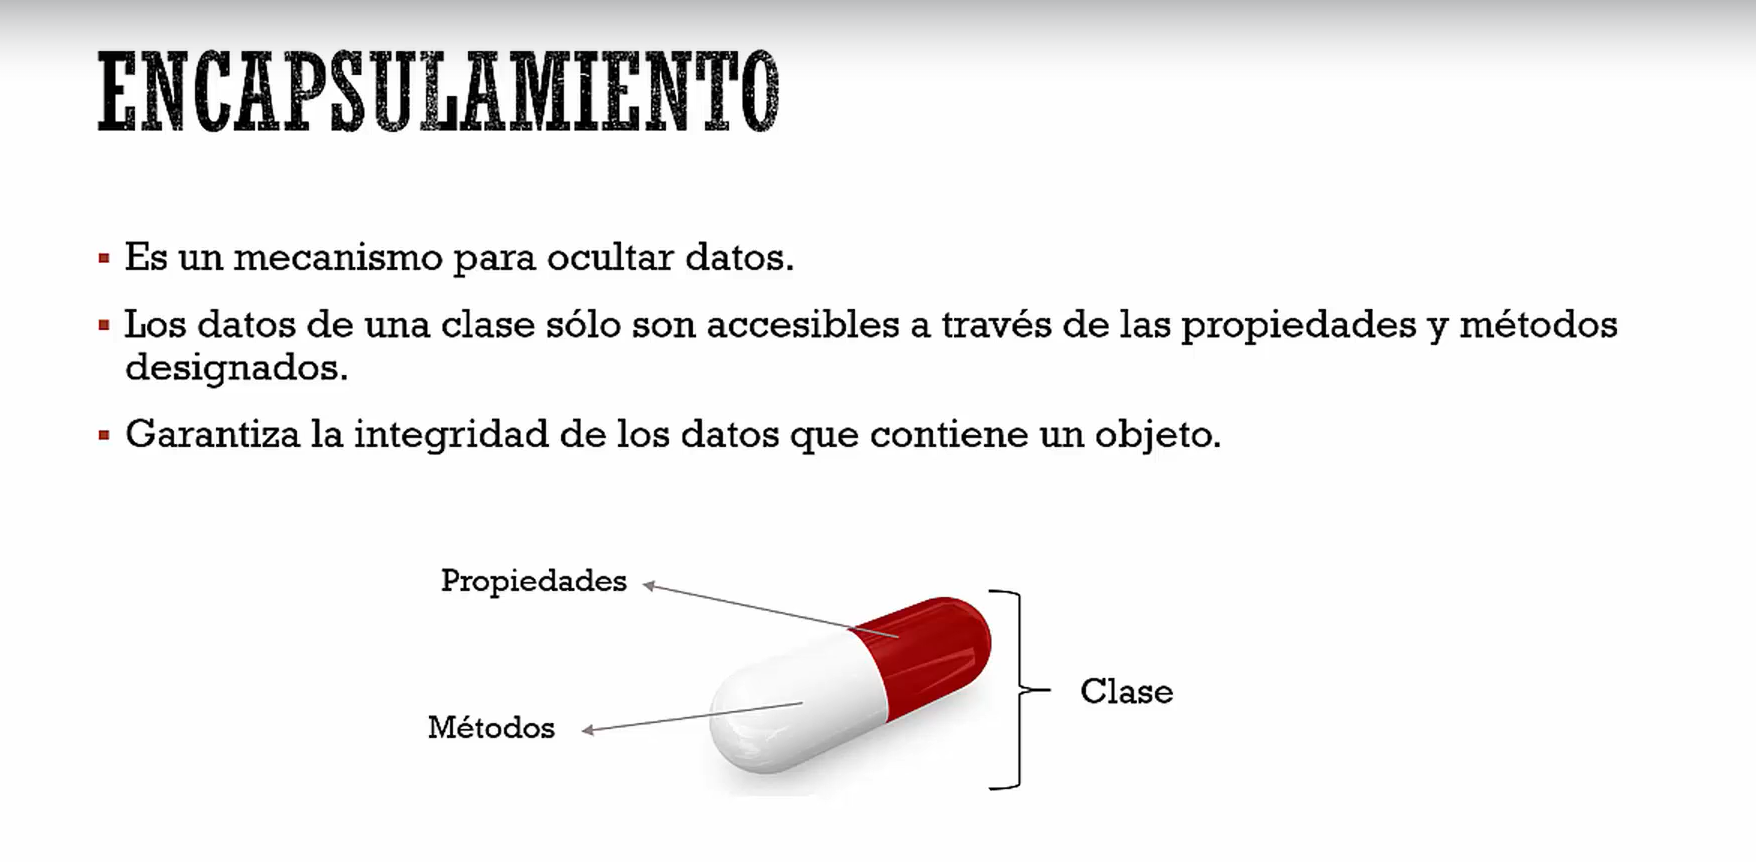 ENCAPSULAMIENTO
Es un mecanismo para ocultar datos.
Los datos de una clase sólo son accesibles a través de las propiedades y métodos
designados.
Garantiza la integridad de los datos que contiene un objeto.
Propiedades
Clase
Métodos